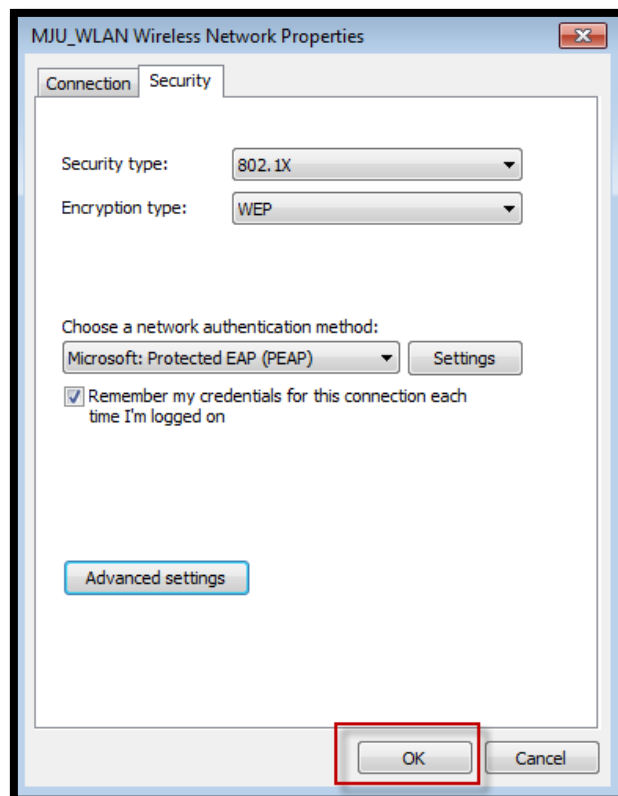 MJU_WLAN Wireless Network Properties
Connection
Security
Security type:
802.1X
Encryption type:
WEP
Choose a network authentication method:
Microsoft: Protected EAP (PEAP)
Settings
Remember my credentials for this connection each
time I'm logged on
Advanced settings
OK
Cancel